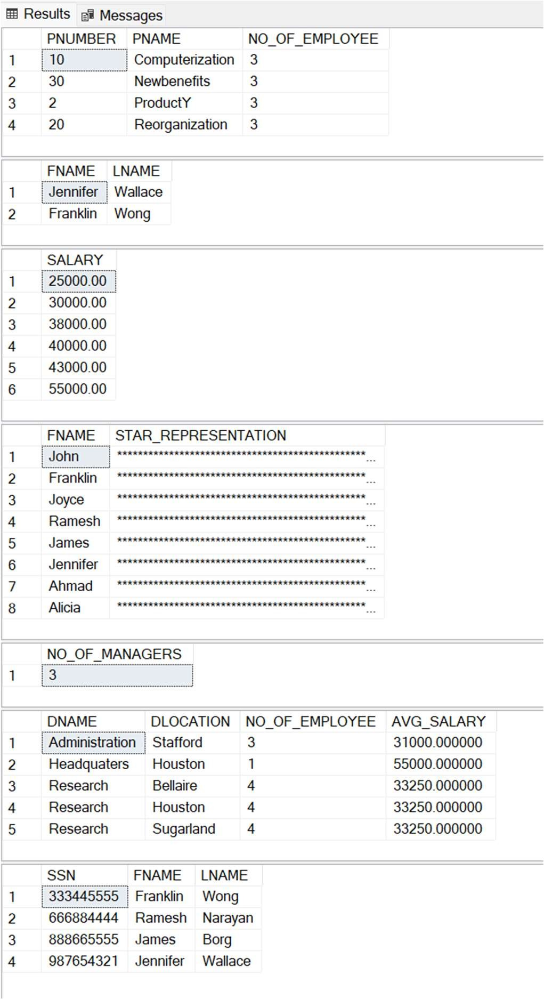 Results Messages
PNUMBER PNAME NO_OF_EMPLOYEE
1 10 Computerization 3
2 30 Newbenefits 3
3 2 ProductY 3
4 20 Reorganization 3
FNAME LNAME
1 Jennifer Wallace
2 Franklin Wong
SALARY
1 25000.00
2 30000.00
3 38000.00
4 40000.00
5 43000.00
6 55000.00
FNAME STAR_REPRESENTATION
1 John ************************************************...
2 Franklin ************************************************...
3 Joyce ************************************************...
4 Ramesh ************************************************...
5 James ************************************************...
6 Jennifer ************************************************...
7 Ahmad ************************************************...
8 Alicia ************************************************...
NO_OF_MANAGERS
1 3
DNAME DLOCATION NO_OF_EMPLOYEE AVG_SALARY
1 Administration Stafford 3 31000.000000
2 Headquaters Houston 1 55000.000000
3 Research Bellaire 4 33250.000000
4 Research Houston 4 33250.000000
5 Research Sugarland 4 33250.000000
SSN FNAME LNAME
1 333445555 Franklin Wong
2 666884444 Ramesh Narayan
3 888665555 James Borg
4 987654321 Jennifer Wallace